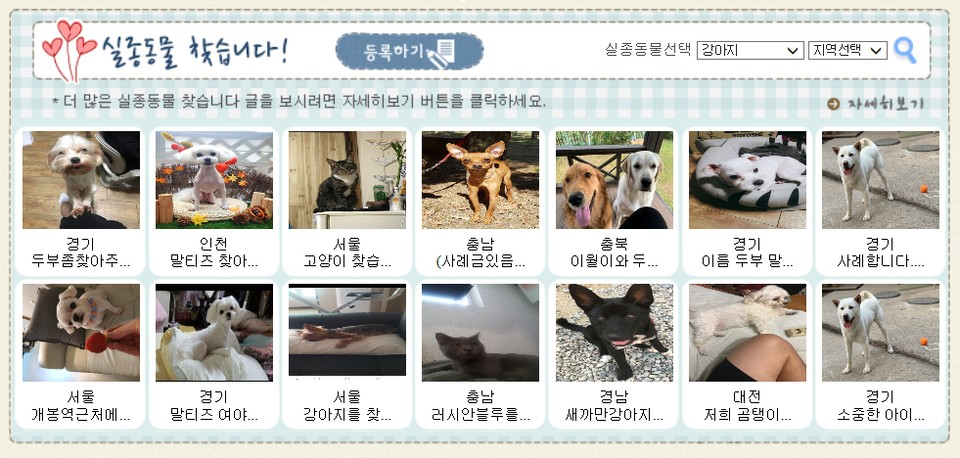 실종동물 찾습니다!
등록하기
실종동물선택 강아지 지역선택
* 더 많은 실종동물 찾습니다 글을 보시려면 자세히보기 버튼을 클릭하세요.
자세히보기
경기 인천 서울 충남 충북 경기 경기
두부좀찾아주... 말티즈 찾아... 고양이 찾습... (사례금있음... 이월이와 두... 이름 두부 말... 사례합니다....
서울 경기 서울 충남 경남 대전 경기
개봉역근처에... 말티즈 여야... 강아지를 찾... 러시안블루를... 새까만강아지... 저희 곰탱이... 소중한 아이...